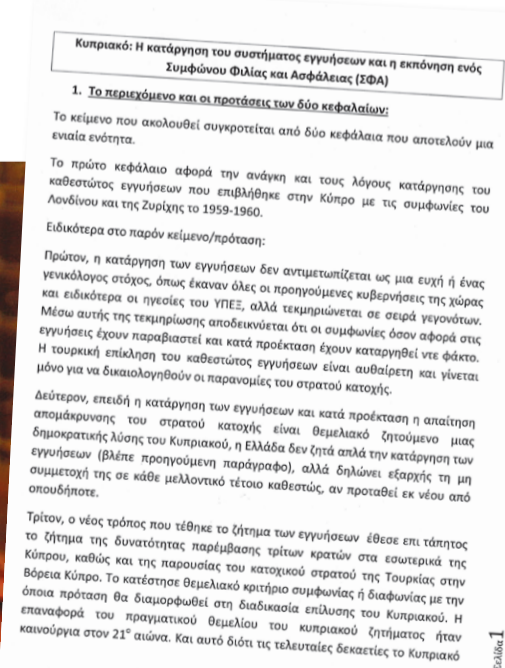 Κυπριακό: Η κατάργηση του συστήματος εγγυήσεων και η εκπόνηση ενός
Συμφώνου Φιλίας και Ασφάλειας (ΣΦΑ)
1. Το περιεχόμενο και οι προτάσεις των δύο κεφαλαίων:
Το κείμενο που ακολουθεί συγκροτείται από δύο κεφάλαια που αποτελούν μια
ενιαία ενότητα.
Το πρώτο κεφάλαιο αφορά την ανάγκη και τους λόγους κατάργησης του
καθεστώτος εγγυήσεων που επιβλήθηκε στην Κύπρο με τις συμφωνίες του
Λονδίνου και της Ζυρίχης το 1959-1960.
Ειδικότερα στο παρόν κείμενο/πρόταση:
Πρώτον, η κατάργηση των εγγυήσεων δεν αντιμετωπίζεται ως μια ευχή ή ένας
γενικόλογος στόχος, όπως έκαναν όλες οι προηγούμενες κυβερνήσεις της χώρας
και ειδικότερα οι ηγεσίες του ΥΠΕΞ, αλλά τεκμηριώνεται σε σειρά γεγονότων.
Μέσω αυτής της τεκμηρίωσης αποδεικνύεται ότι οι συμφωνίες όσον αφορά στις
εγγυήσεις έχουν παραβιαστεί και κατά προέκταση έχουν καταργηθεί ντε φάκτο.
Η τουρκική επίκληση του καθεστώτος εγγυήσεων είναι αυθαίρετη και γίνεται
μόνο για να δικαιολογηθούν οι παρανομίες του στρατού κατοχής.
Δεύτερον, επειδή η κατάργηση των εγγυήσεων και κατά προέκταση η απαίτηση
απομάκρυνσης του στρατού κατοχής είναι θεμελιακό ζητούμενο μιας
δημοκρατικής λύσης του Κυπριακού, η Ελλάδα δεν ζητά απλά την κατάργηση των
εγγυήσεων (βλέπε προηγούμενη παράγραφο), αλλά δηλώνει εξαρχής τη μη
συμμετοχή της σε κάθε μελλοντικό τέτοιο καθεστώς, αν προταθεί εκ νέου από
οπουδήποτε.
Τρίτον, ο νέος τρόπος που τέθηκε το ζήτημα των εγγυήσεων έθεσε επι τάπητος
το ζήτημα της δυνατότητας παρέμβασης τρίτων κρατών στα εσωτερικά της
Κύπρου, καθώς και της παρουσίας του κατοχικού στρατού της Τουρκίας στην
Βόρεια Κύπρο. Το κατέστησε θεμελιακό κριτήριο συμφωνίας ή διαφωνίας με την
όποια πρόταση θα διαμορφωθεί στη διαδικασία επίλυσης του Κυπριακού. Η
επαναφορά του πραγματικού θεμελίου του κυπριακού ζητήματος ήταν
καινούργια στον 21° αιώνα. Και αυτό διότι τις τελευταίες δεκαετίες το Κυπριακό
Σελίδα 1